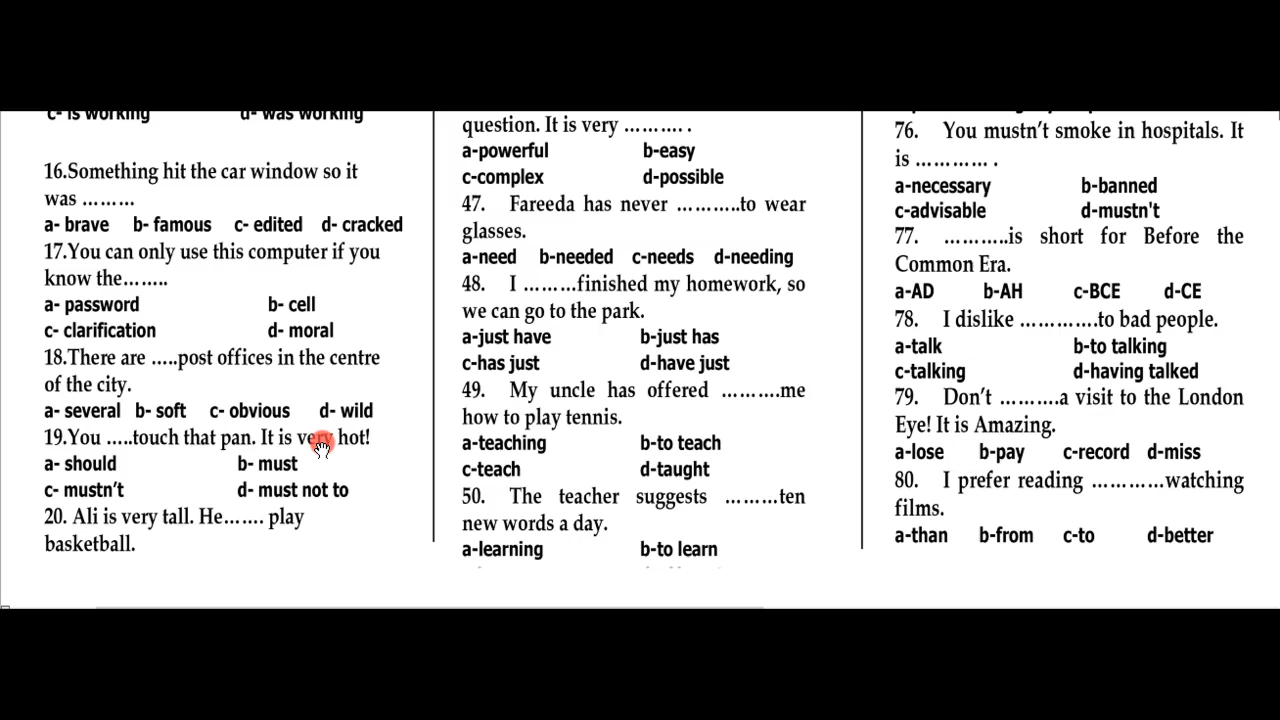 c- is working d- was working
16.Something hit the car window so it
was ………
a- brave b- famous c- edited d- cracked
17.You can only use this computer if you
know the……..
a- password b- cell
c- clarification d- moral
18.There are …..post offices in the centre
of the city.
a- several b- soft c- obvious d- wild
19.You …..touch that pan. It is very hot!
a- should b- must
c- mustn’t d- must not to
20. Ali is very tall. He……. play
basketball.
question. It is very ………. .
a-powerful b-easy
c-complex d-possible
47. Fareeda has never ………..to wear
glasses.
a-need b-needed c-needs d-needing
48. I ………finished my homework, so
we can go to the park.
a-just have b-just has
c-has just d-have just
49. My uncle has offered ……….me
how to play tennis.
a-teaching b-to teach
c-teach d-taught
50. The teacher suggests ………ten
new words a day.
a-learning b-to learn
76. You mustn’t smoke in hospitals. It
is ………… .
a-necessary b-banned
c-advisable d-mustn't
77. ………..is short for Before the
Common Era.
a-AD b-AH c-BCE d-CE
78. I dislike ………….to bad people.
a-talk b-to talking
c-talking d-having talked
79. Don’t ……….a visit to the London
Eye! It is Amazing.
a-lose b-pay c-record d-miss
80. I prefer reading …………watching
films.
a-than b-from c-to d-better